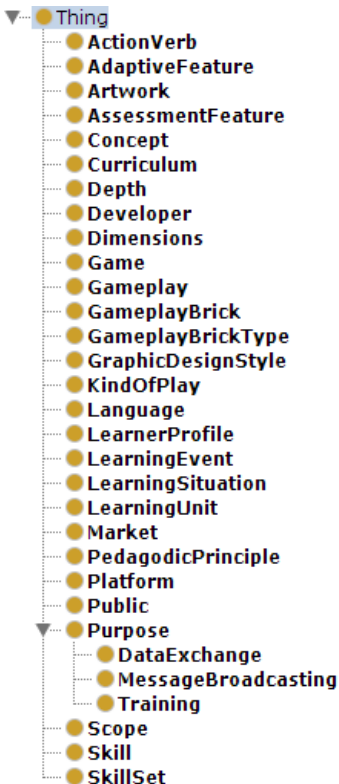 Thing
ActionVerb
AdaptiveFeature
Artwork
AssessmentFeature
Concept
Curriculum
Depth
Developer
Dimensions
Game
Gameplay
GameplayBrick
GameplayBrickType
GraphicDesignStyle
KindOfPlay
Language
LearnerProfile
LearningEvent
LearningSituation
LearningUnit
Market
PedagodicPrinciple
Platform
Public
Purpose
DataExchange
MessageBroadcasting
Training
Scope
Skill
SkillSet